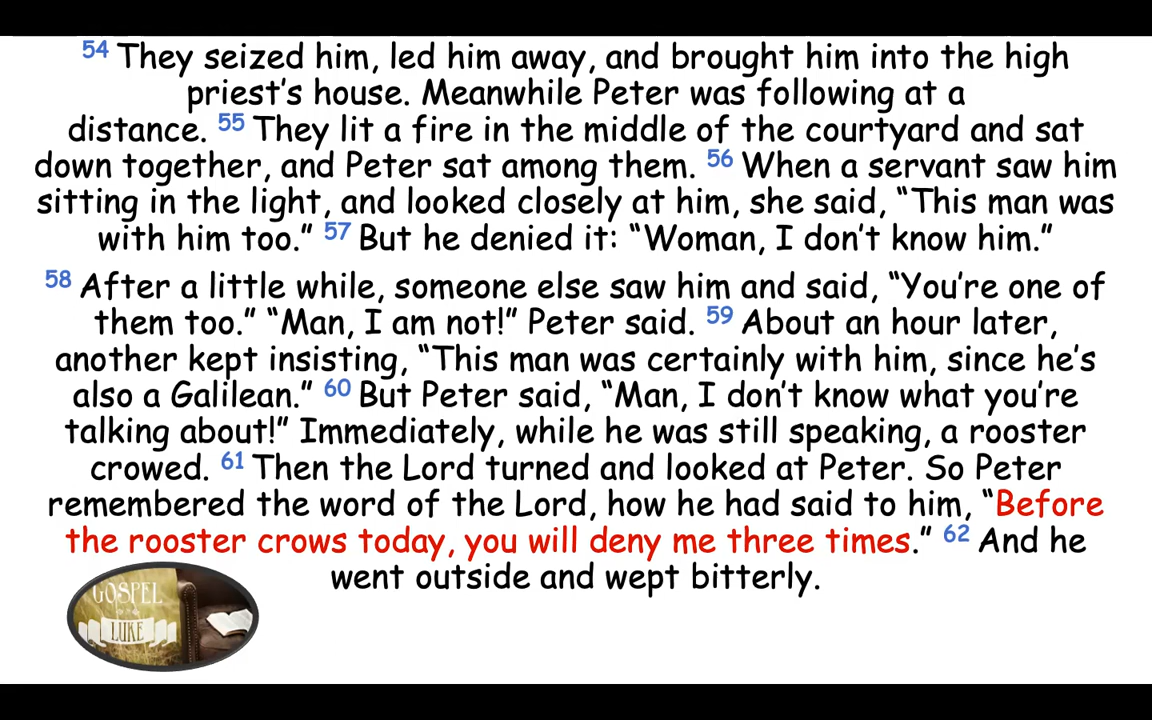 54 They seized him, led him away, and brought him into the high
priest’s house. Meanwhile Peter was following at a
distance. 55 They lit a fire in the middle of the courtyard and sat
down together, and Peter sat among them. 56 When a servant saw him
sitting in the light, and looked closely at him, she said, “This man was
with him too.” 57 But he denied it: “Woman, I don’t know him.”
58 After a little while, someone else saw him and said, “You’re one of
them too.” “Man, I am not!” Peter said. 59 About an hour later,
another kept insisting, “This man was certainly with him, since he’s
also a Galilean.” 60 But Peter said, “Man, I don’t know what you’re
talking about!” Immediately, while he was still speaking, a rooster
crowed. 61 Then the Lord turned and looked at Peter. So Peter
remembered the word of the Lord, how he had said to him, “Before
the rooster crows today, you will deny me three times.” 62 And he
went outside and wept bitterly.
GOSPEL
LUKE